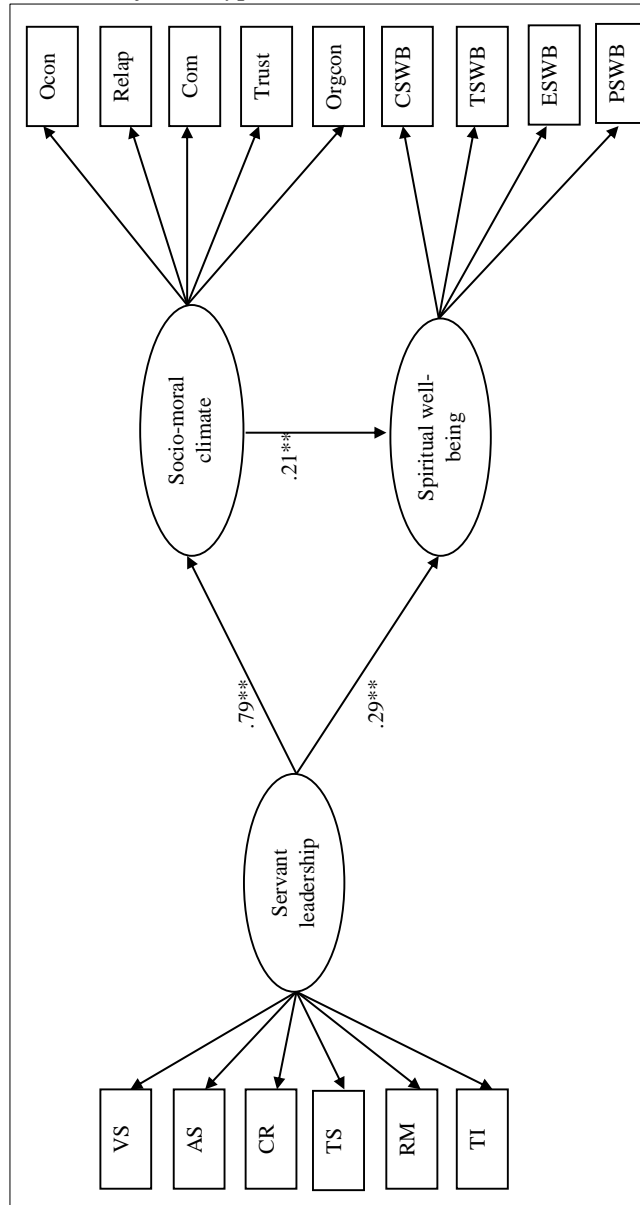 Ocon
Relap
Com
Trust
Orgcon
CSWB
TSWB
ESWB
PSWB
Socio-moral
climate
.21**
Spiritual well-
being
.79**
.29**
Servant
leadership
VS
AS
CR
TS
RM
TI